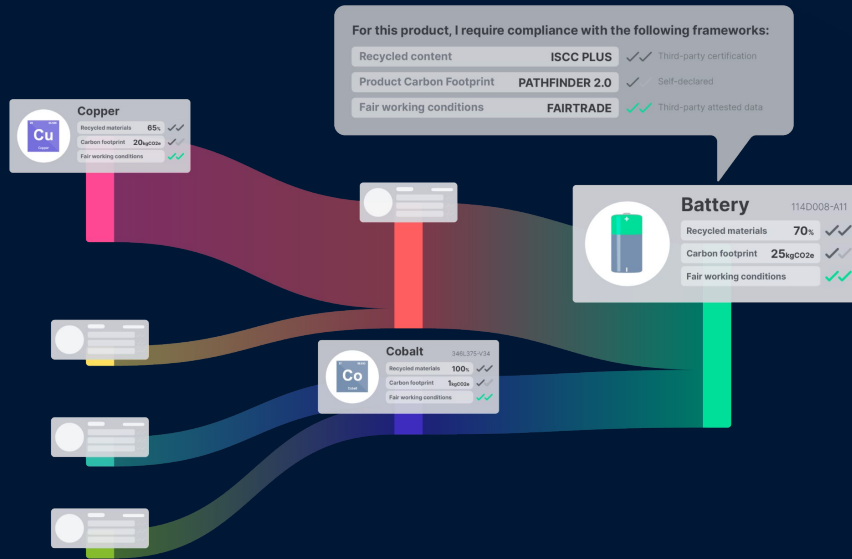 For this product, I require compliance with the following frameworks:
Recycled content ISCC PLUS Third-party certification
Product Carbon Footprint PATHFINDER 2.0 Self-declared
Fair working conditions FAIRTRADE Third-party attested data
Copper
Cu
Recycled materials 65%
Carbon footprint 20kgCO2e
Fair working conditions
Battery 114D008-A11
Recycled materials 70%
Carbon footprint 25kgCO2e
Fair working conditions
Cobalt 346L375-V34
Co
Recycled materials 100%
Carbon footprint 1kgCO2e
Fair working conditions